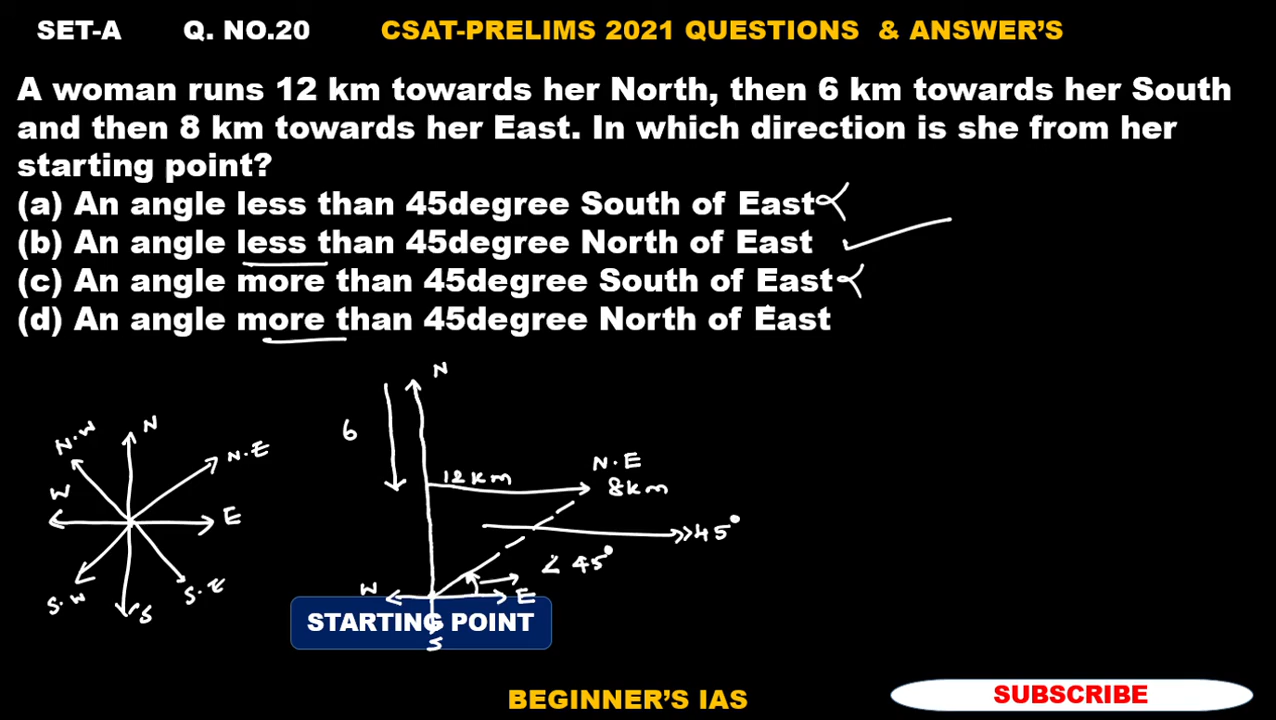 SET-A Q. NO.20 CSAT-PRELIMS 2021 QUESTIONS & ANSWER'S
A woman runs 12 km towards her North, then 6 km towards her South
and then 8 km towards her East. In which direction is she from her
starting point?
(a) An angle less than 45degree South of East
(b) An angle less than 45degree North of East
(c) An angle more than 45degree South of East
(d) An angle more than 45degree North of East
N
N
N.W
N.E
6
N.E
12km
8km
W
E
>45°
∠45°
W
E
S.W
S
S.E
STARTING POINT
S
BEGINNER'S IAS
SUBSCRIBE